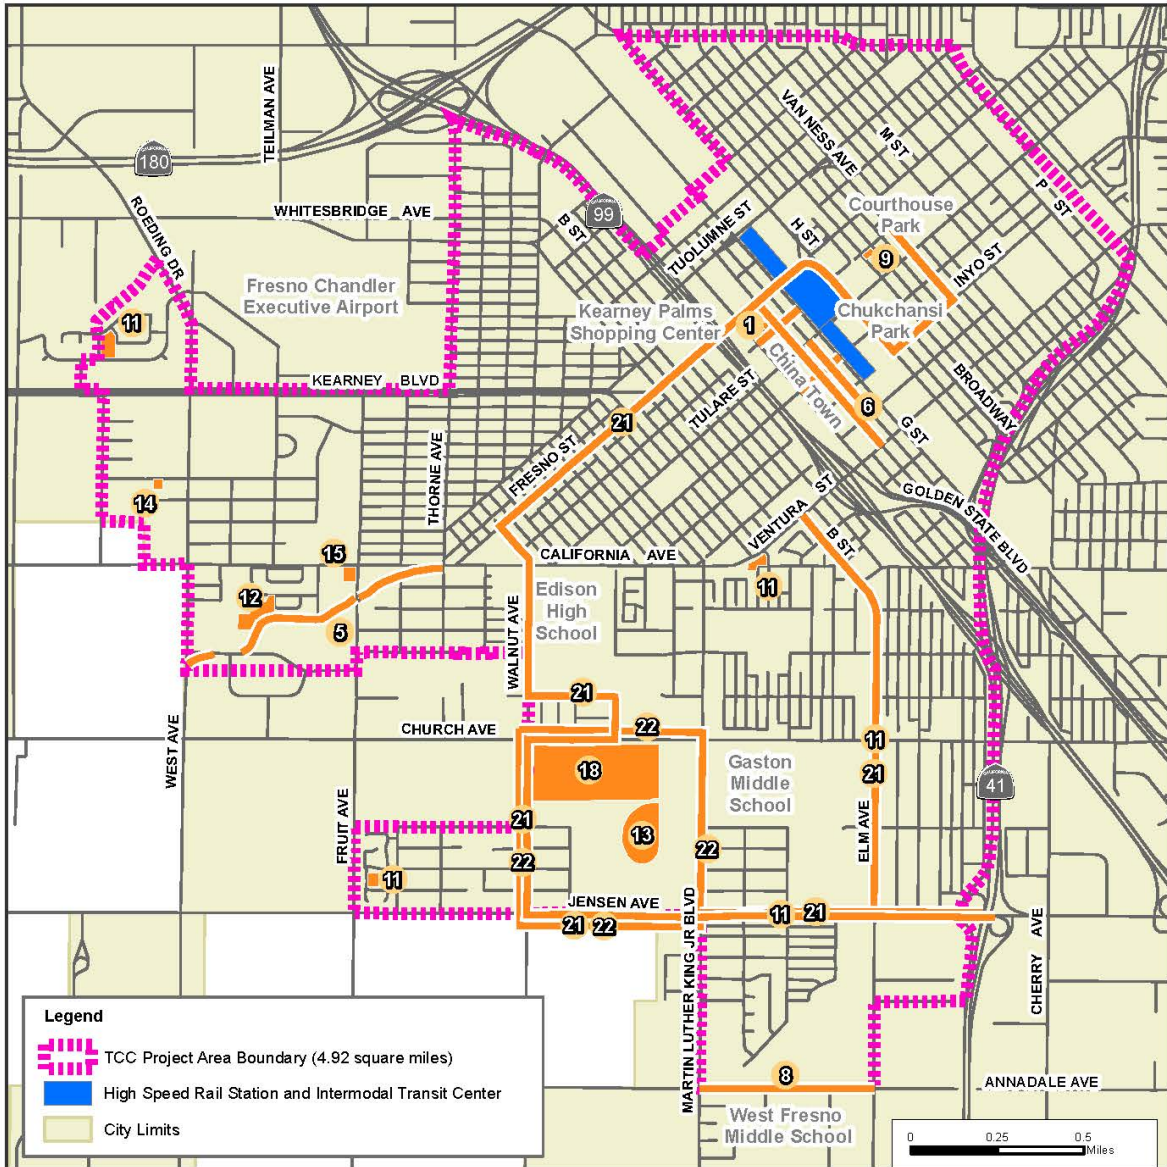 TEILMAN AVE
CALIFORNIA
180
ROEDING DR
WHITESBRIDGE AVE
B ST
CALIFORNIA
99
VAN NESS AVE
M ST
P ST
Courthouse
Park
9
H ST
TUOLUMNE ST
INYO ST
Fresno Chandler
Executive Airport
11
Kearney Palms
Shopping Center
1
Chukchansi
Park
China Town
KEARNEY BLVD
21
TULARE ST
6
G ST
BROADWAY
FRESNO ST
THORNE AVE
14
VENTURA ST
GOLDEN STATE BLVD
B ST.
CALIFORNIA AVE
15
12
5
Edison
High
School
11
WALNUT AVE
21
CHURCH AVE
22
WEST AVE
18
Gaston
Middle
School
11
21
CALIFORNIA
41
FRUIT AVE
21
22
13
22
ELM AVE
11
JENSEN AVE
21
22
11
21
MARTIN LUTHER KING JR BLVD
CHERRY AVE
8
ANNADALE AVE
West Fresno
Middle School
Legend
TCC Project Area Boundary (4.92 square miles)
High Speed Rail Station and Intermodal Transit Center
City Limits
0 0.25 0.5
Miles